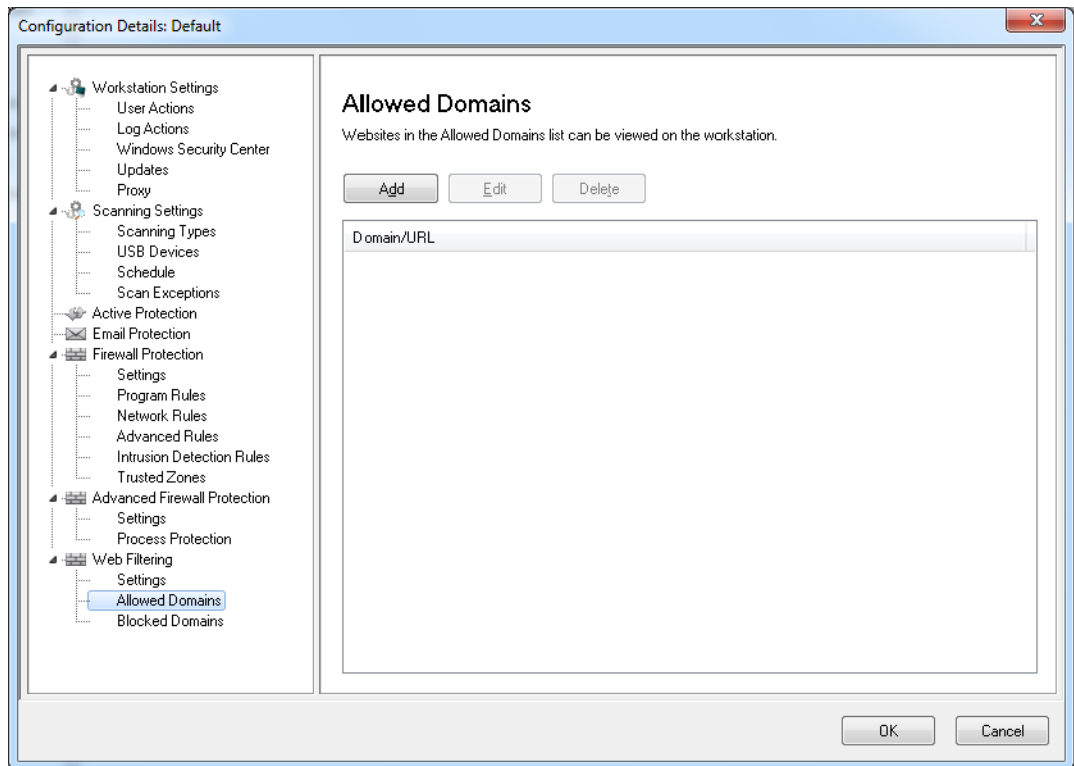 Configuration Details: Default
Workstation Settings
User Actions
Log Actions
Windows Security Center
Updates
Proxy
Scanning Settings
Scanning Types
USB Devices
Schedule
Scan Exceptions
Active Protection
Email Protection
Firewall Protection
Settings
Program Rules
Network Rules
Advanced Rules
Intrusion Detection Rules
Trusted Zones
Advanced Firewall Protection
Settings
Process Protection
Web Filtering
Settings
Allowed Domains
Blocked Domains
Allowed Domains
Websites in the Allowed Domains list can be viewed on the workstation.
Add Edit Delete
Domain/URL
OK Cancel